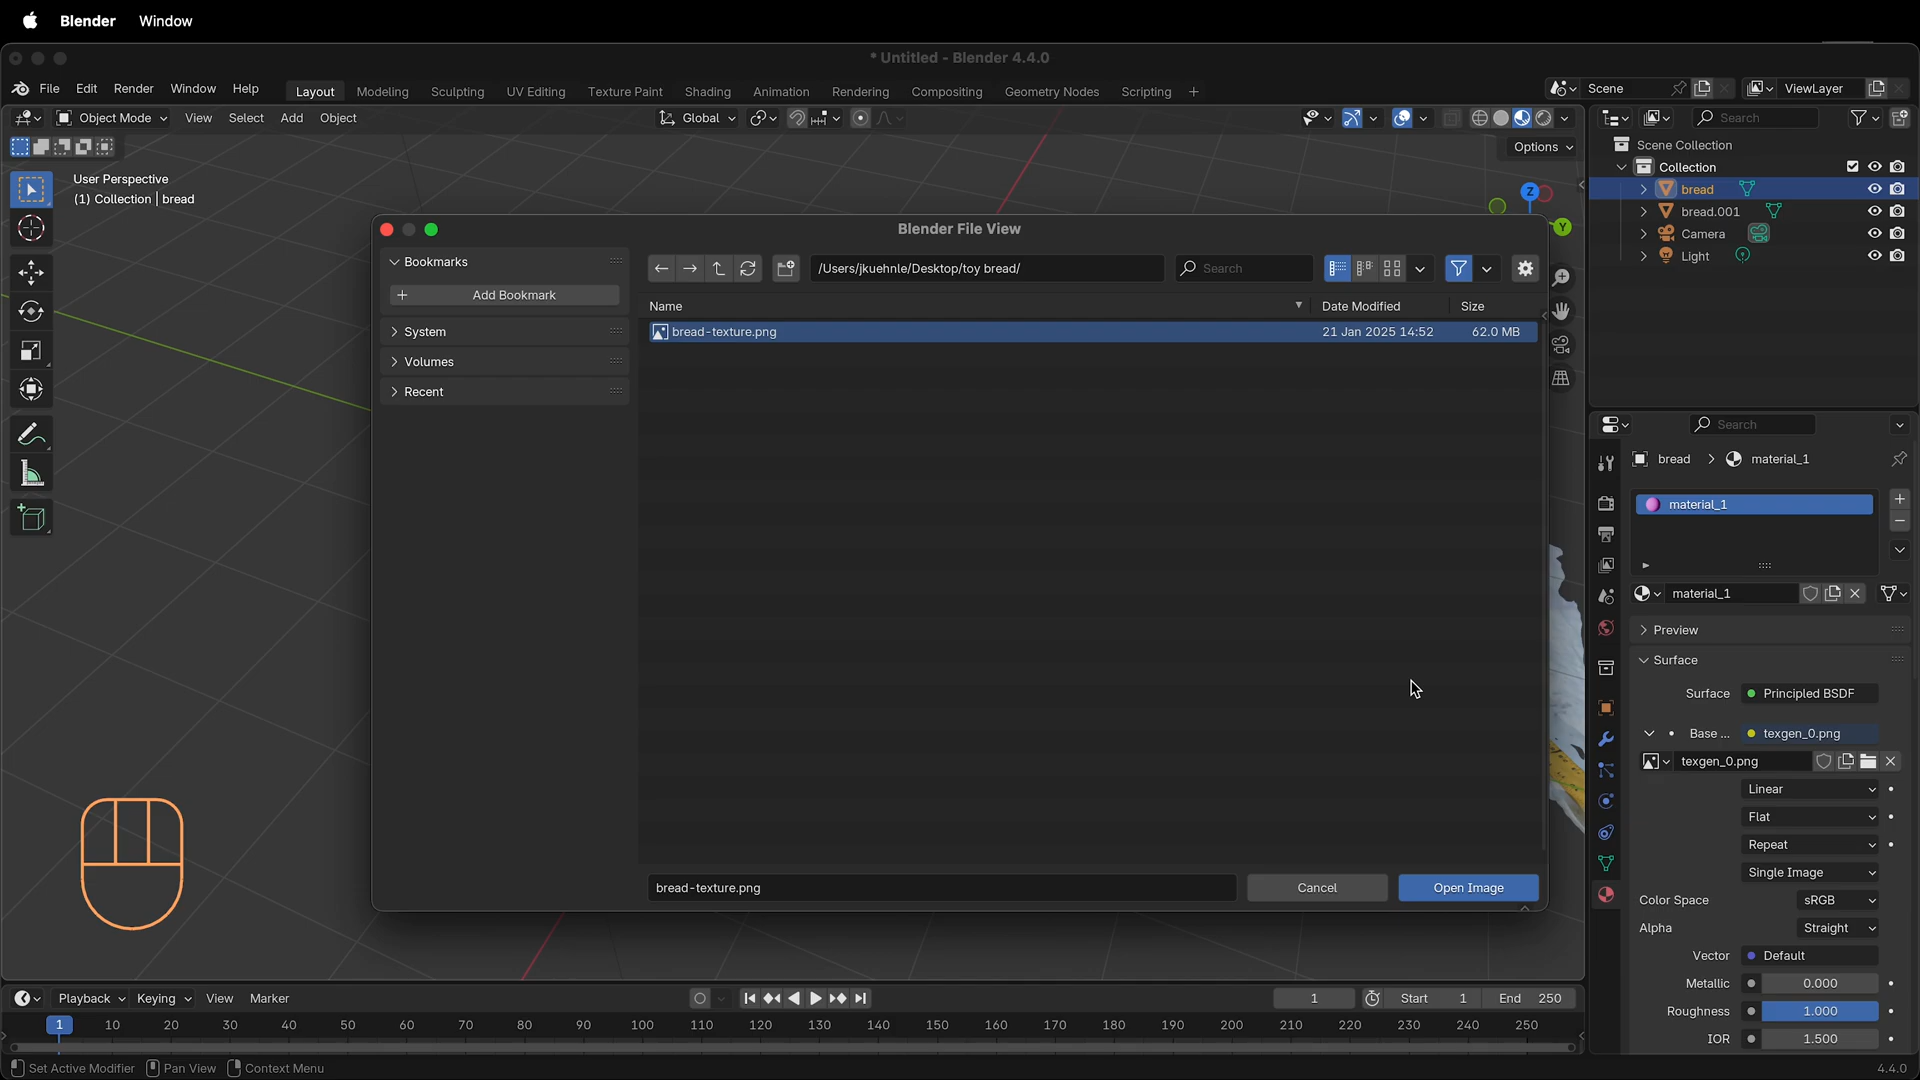 Blender Window
* Untitled - Blender 4.4.0
File Edit Render Window Help Layout Modeling Sculpting UV Editing Texture Paint Shading Animation Rendering Compositing Geometry Nodes Scripting + Scene ViewLayer
Object Mode View Select Add Object Global Search
Options
User Perspective
(1) Collection | bread
Scene Collection
Collection
bread
bread.001
Camera
Light
Z
Y
Blender File View
Bookmarks
Add Bookmark
System
Volumes
Recent
/Users/jkuehnle/Desktop/toy bread/ Search
Name Date Modified Size
bread-texture.png 21 Jan 2025 14:52 62.0 MB
bread-texture.png Cancel Open Image
Search
bread > material_1
material_1
material_1
Preview
Surface
Surface Principled BSDF
Base ... texgen_0.png
texgen_0.png
Linear
Flat
Repeat
Single Image
Color Space sRGB
Alpha Straight
Vector Default
Metallic 0.000
Roughness 1.000
IOR 1.500
Playback Keying View Marker 1 Start 1 End 250
1 10 20 30 40 50 60 70 80 90 100 110 120 130 140 150 160 170 180 190 200 210 220 230 240 250
Set Active Modifier Pan View Context Menu 4.4.0